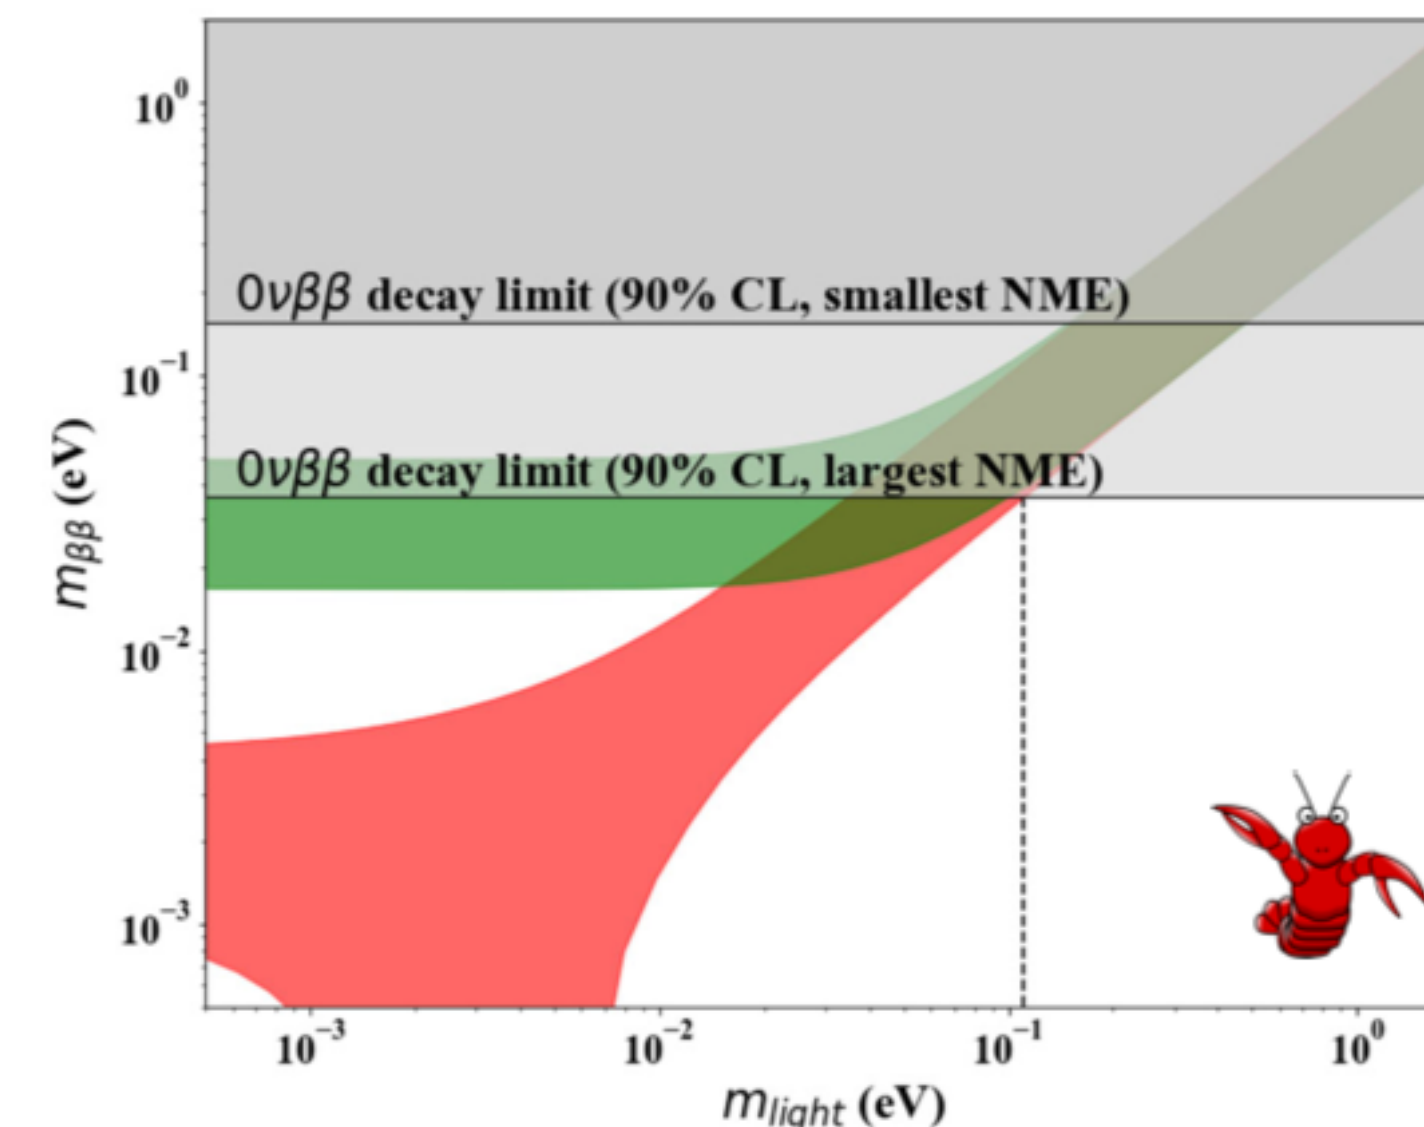 10⁰
0νββ decay limit (90% CL, smallest NME)
10⁻¹
0νββ decay limit (90% CL, largest NME)
m_ββ (eV)
10⁻²
10⁻³
10⁻³ 10⁻² 10⁻¹ 10⁰
m_light (eV)